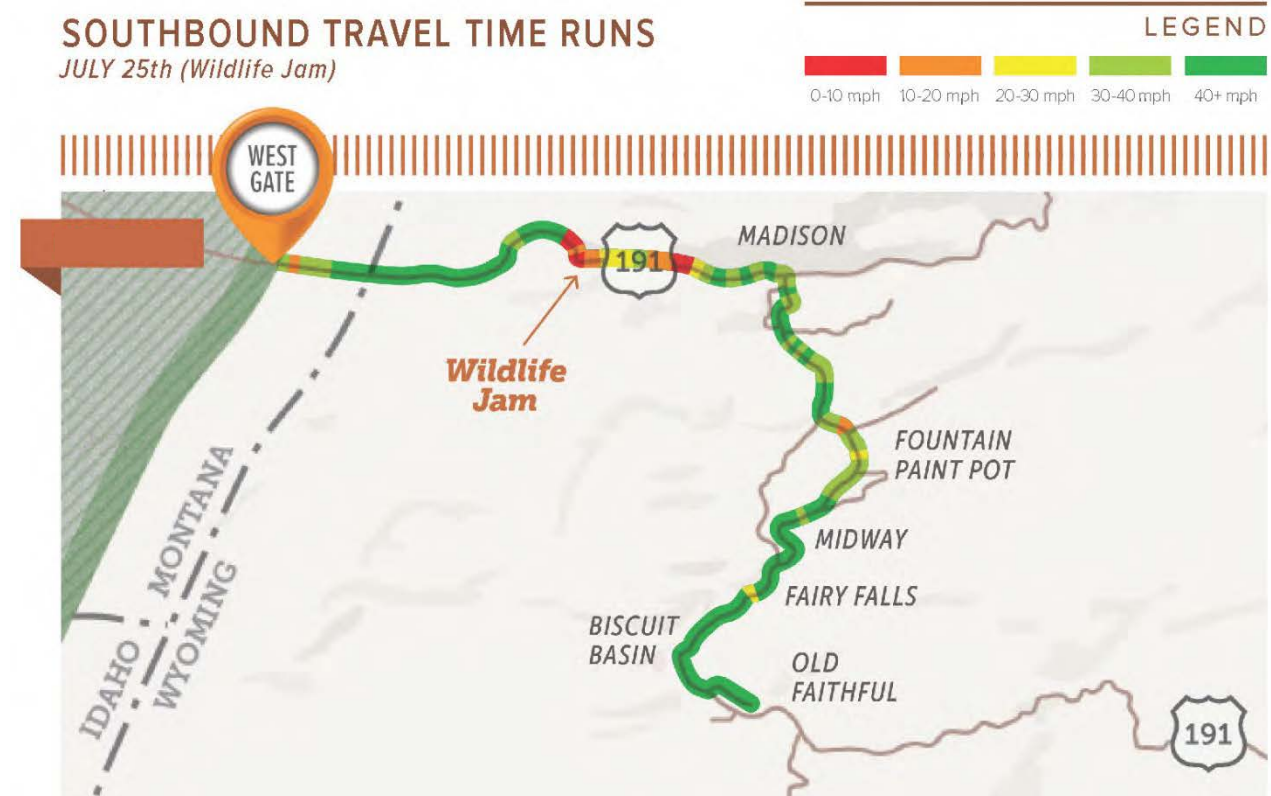 SOUTHBOUND TRAVEL TIME RUNS
JULY 25th (Wildlife Jam)
LEGEND
0-10 mph 10-20 mph 20-30 mph 30-40 mph 40+ mph
WEST
GATE
191
MADISON
Wildlife
Jam
FOUNTAIN
PAINT POT
MIDWAY
FAIRY FALLS
BISCUIT
BASIN
OLD
FAITHFUL
MONTANA
IDAHO
WYOMING
191